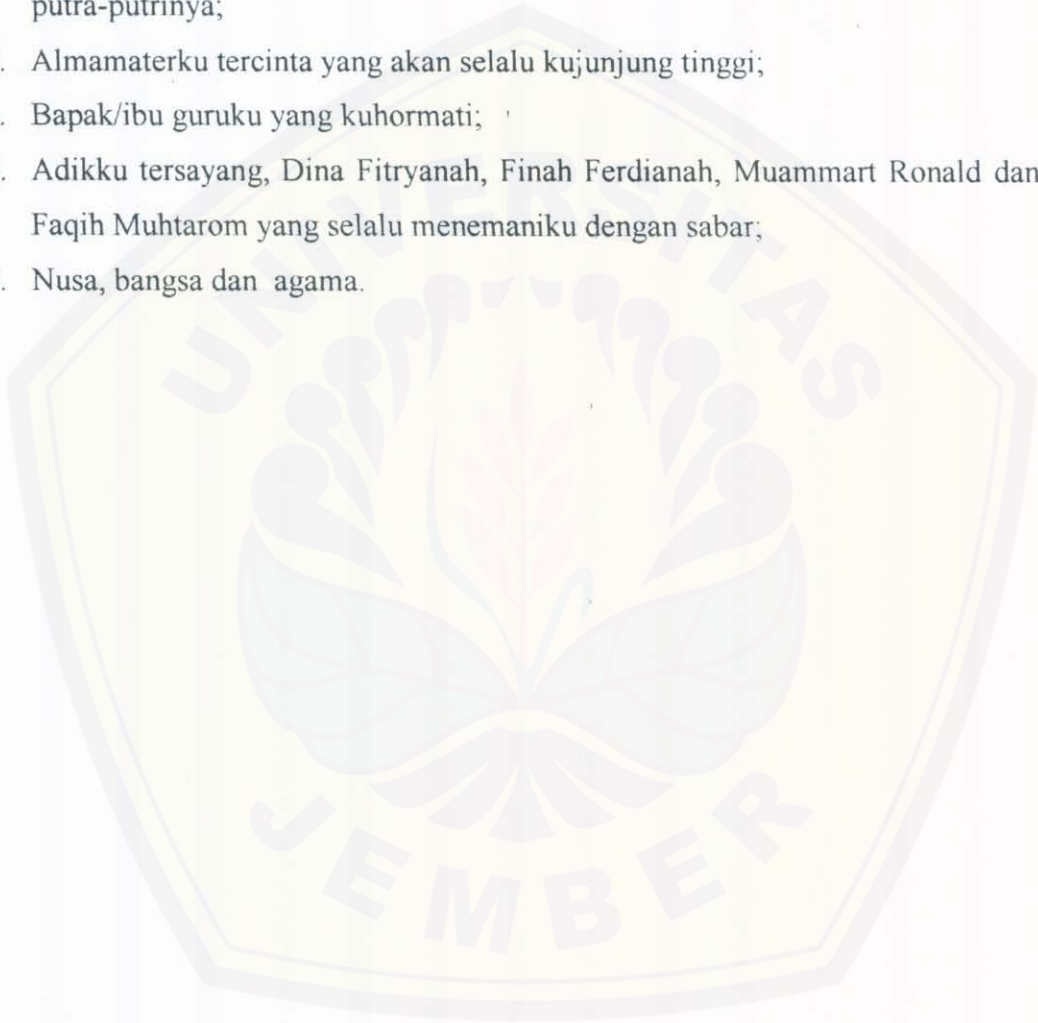 putra-putrinya;
. Almamaterku tercinta yang akan selalu kujunjung tinggi;
. Bapak/ibu guruku yang kuhormati;
. Adikku tersayang, Dina Fitryanah, Finah Ferdianah, Muammart Ronald dan
Faqih Muhtarom yang selalu menemaniku dengan sabar;
. Nusa, bangsa dan agama.
UNIVERSITAS
JEMBER